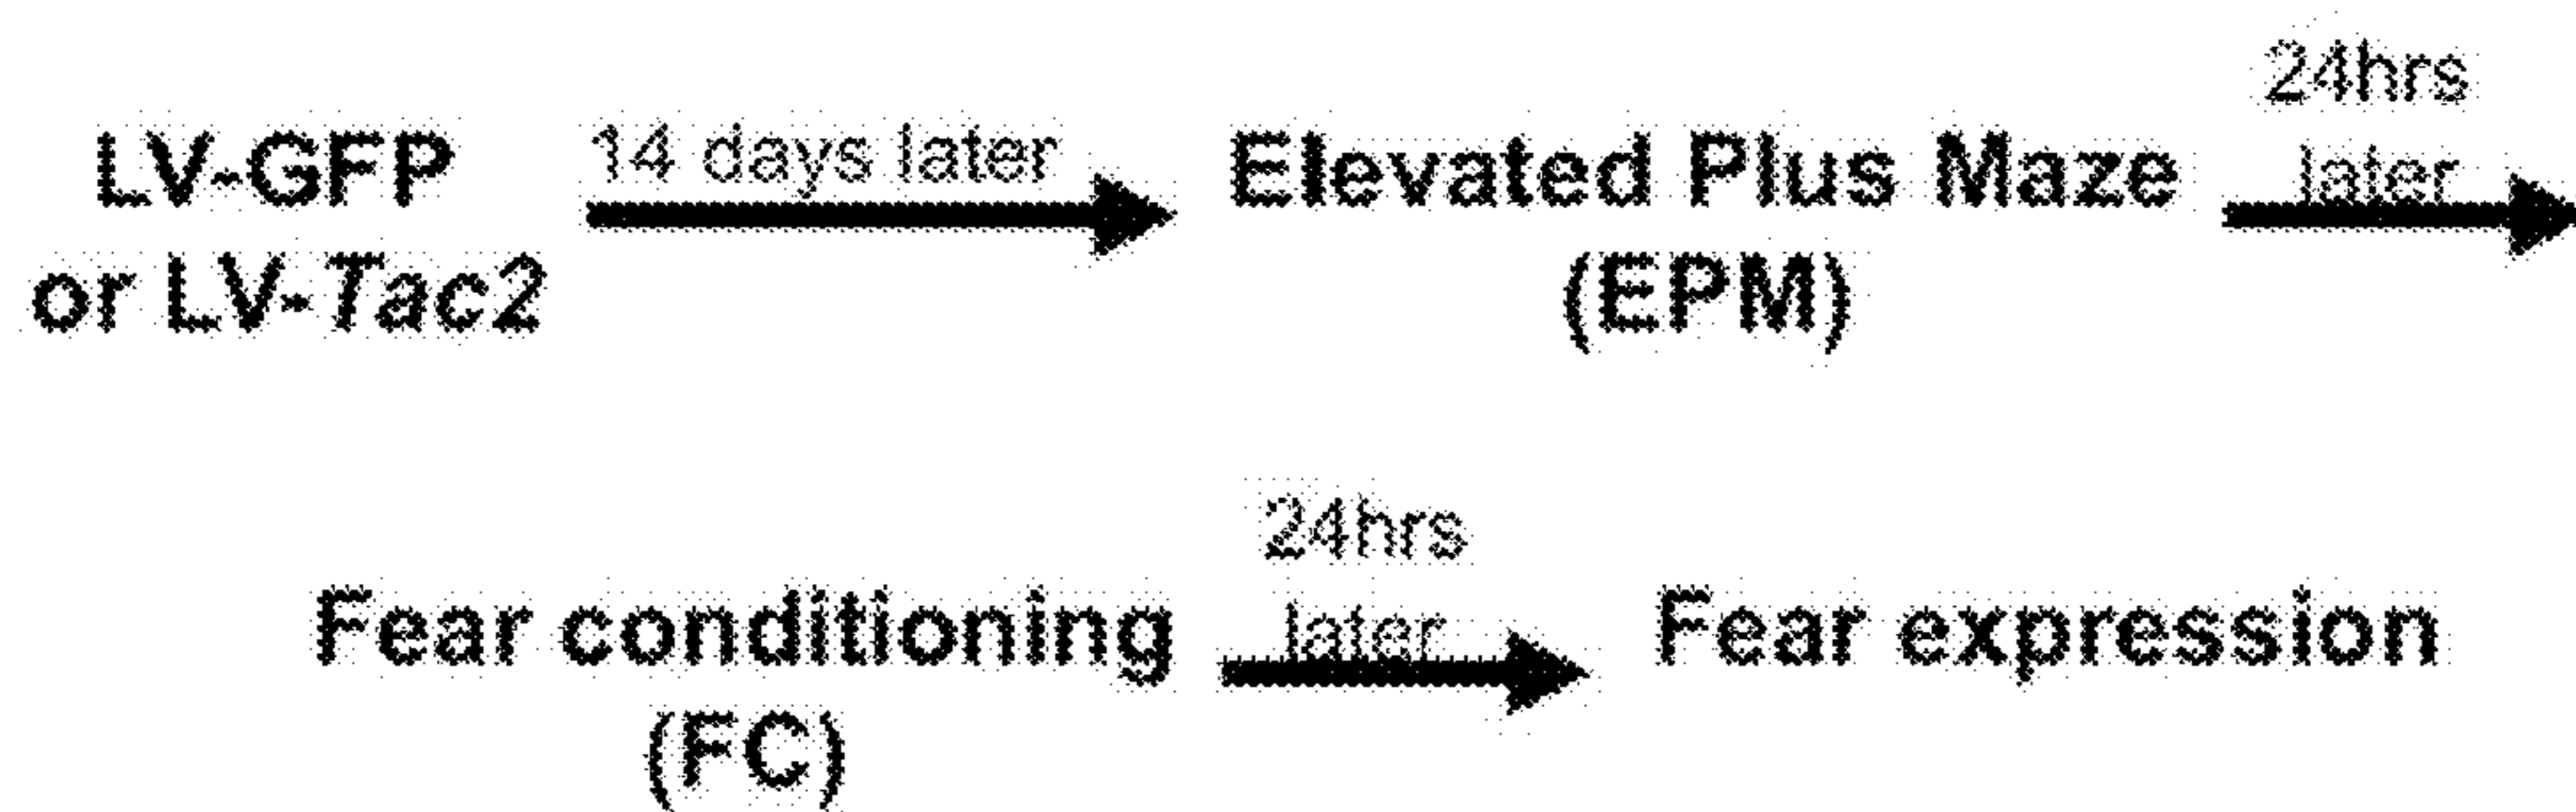 LV-GFP
or LV-Tac2
14 days later
Elevated Plus Maze
(EPM)
24hrs
later
Fear conditioning
(FC)
24hrs
later
Fear expression